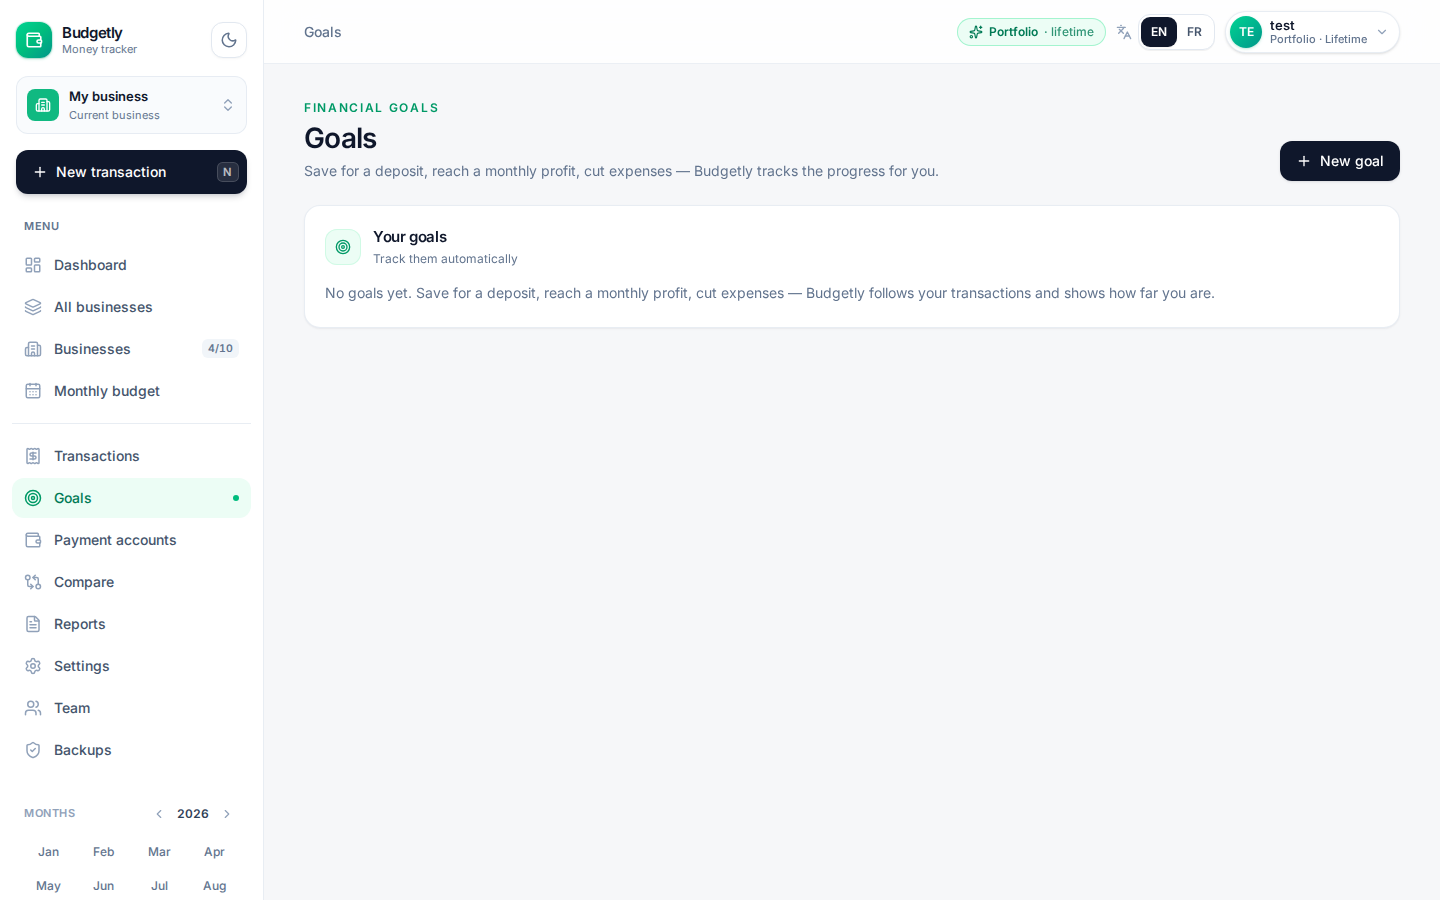 Budgetly
Money tracker
My business
Current business
New transaction N
MENU
Dashboard
All businesses
Businesses 4/10
Monthly budget
Transactions
Goals
Payment accounts
Compare
Reports
Settings
Team
Backups
MONTHS 2026
Jan Feb Mar Apr
May Jun Jul Aug
Goals
Portfolio · lifetime
EN FR
TE
test
Portfolio · Lifetime
FINANCIAL GOALS
Goals
Save for a deposit, reach a monthly profit, cut expenses — Budgetly tracks the progress for you.
New goal
Your goals
Track them automatically
No goals yet. Save for a deposit, reach a monthly profit, cut expenses — Budgetly follows your transactions and shows how far you are.